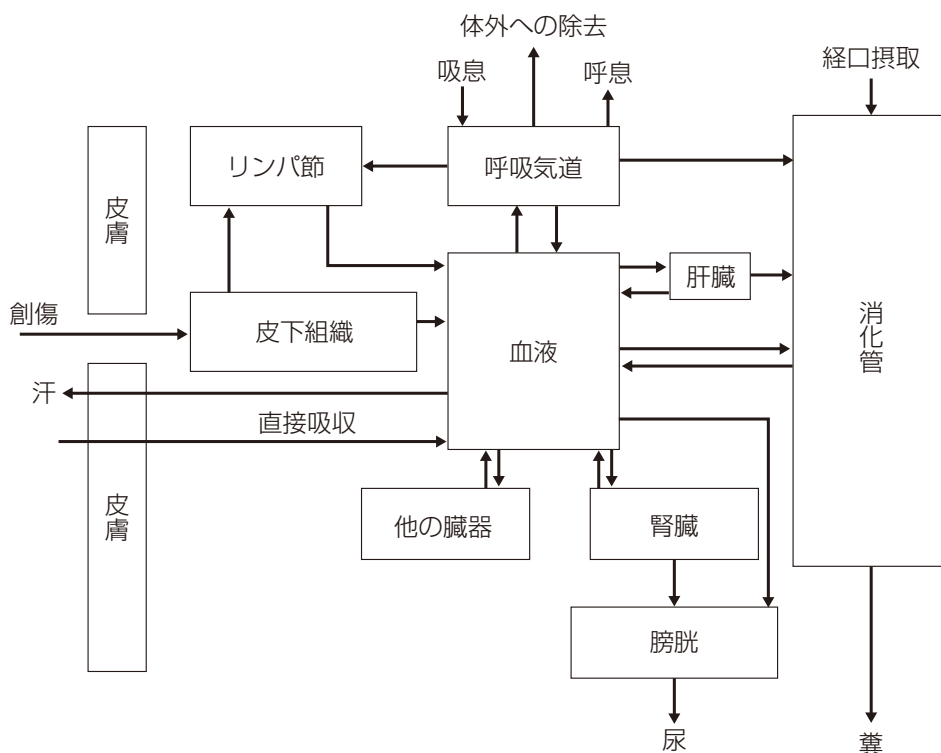 体外への除去
吸息
呼息
経口摂取
リンパ節
呼吸気道
皮膚
肝臓
創傷
皮下組織
血液
消化管
汗
直接吸収
皮膚
他の臓器
腎臓
膀胱
尿
糞